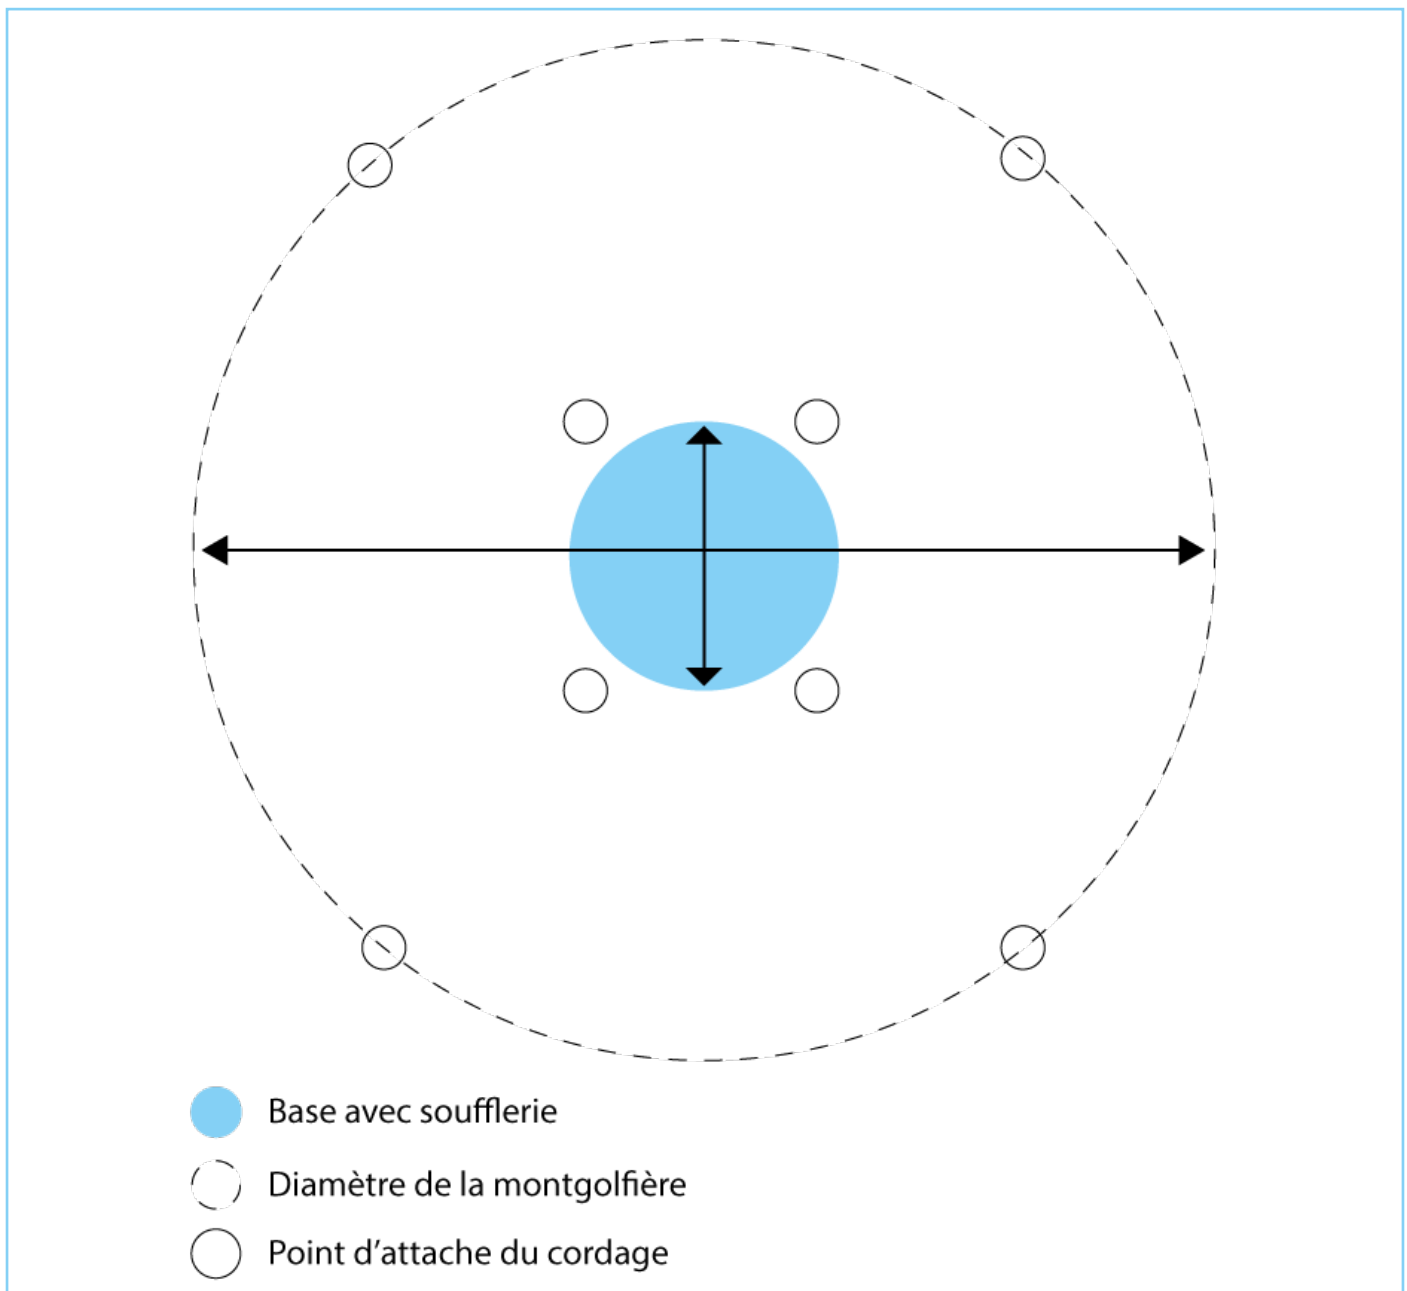 Base avec soufflerie
Diamètre de la montgolfière
Point d’attache du cordage